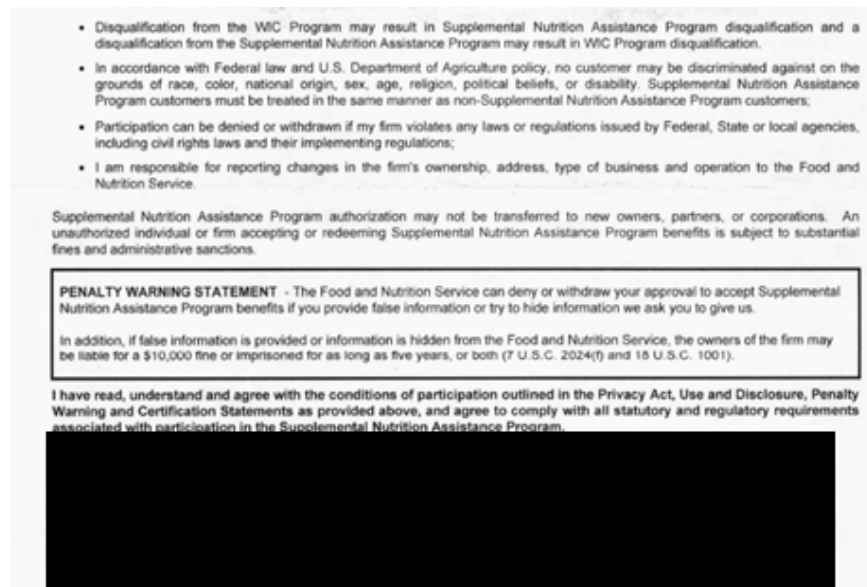 • Disqualification from the WIC Program may result in Supplemental Nutrition Assistance Program disqualification and a
disqualification from the Supplemental Nutrition Assistance Program may result in WIC Program disqualification.
• In accordance with Federal law and U.S. Department of Agriculture policy, no customer may be discriminated against on the
grounds of race, color, national origin, sex, age, religion, political beliefs, or disability. Supplemental Nutrition Assistance
Program customers must be treated in the same manner as non-Supplemental Nutrition Assistance Program customers;
• Participation can be denied or withdrawn if my firm violates any laws or regulations issued by Federal, State or local agencies,
including civil rights laws and their implementing regulations;
• I am responsible for reporting changes in the firm's ownership, address, type of business and operation to the Food and
Nutrition Service.
Supplemental Nutrition Assistance Program authorization may not be transferred to new owners, partners, or corporations. An
unauthorized individual or firm accepting or redeeming Supplemental Nutrition Assistance Program benefits is subject to substantial
fines and administrative sanctions.
PENALTY WARNING STATEMENT - The Food and Nutrition Service can deny or withdraw your approval to accept Supplemental
Nutrition Assistance Program benefits if you provide false information or try to hide information we ask you to give us.
In addition, if false information is provided or information is hidden from the Food and Nutrition Service, the owners of the firm may
be liable for a $10,000 fine or imprisoned for as long as five years, or both (7 U.S.C. 2024(f) and 18 U.S.C. 1001).
I have read, understand and agree with the conditions of participation outlined in the Privacy Act, Use and Disclosure, Penalty
Warning and Certification Statements as provided above, and agree to comply with all statutory and regulatory requirements
associated with participation in the Supplemental Nutrition Assistance Program.